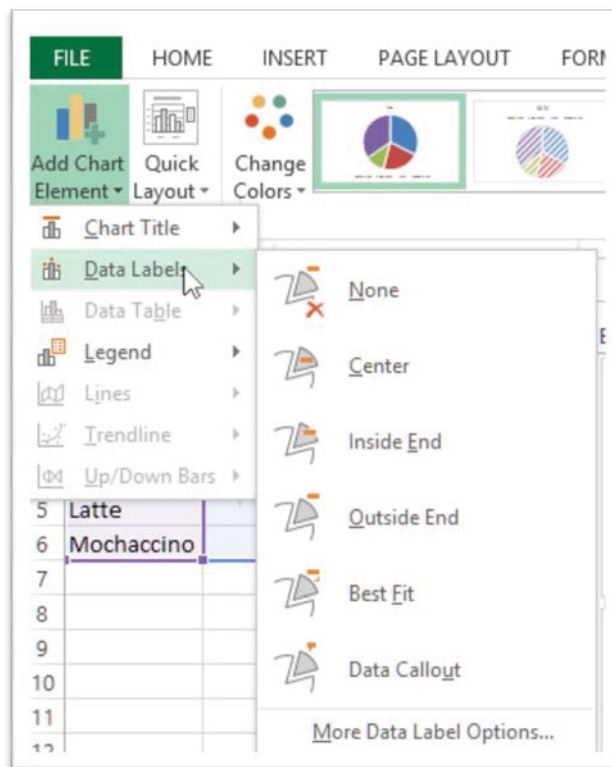 FILE HOME INSERT PAGE LAYOUT FORM
Add Chart Element
Quick Layout
Change Colors
Chart Title
Data Labels
Data Table
Legend
Lines
Trendline
Up/Down Bars
None
Center
Inside End
Outside End
Best Fit
Data Callout
More Data Label Options...
5 Latte
6 Mochaccino
7
8
9
10
11
12